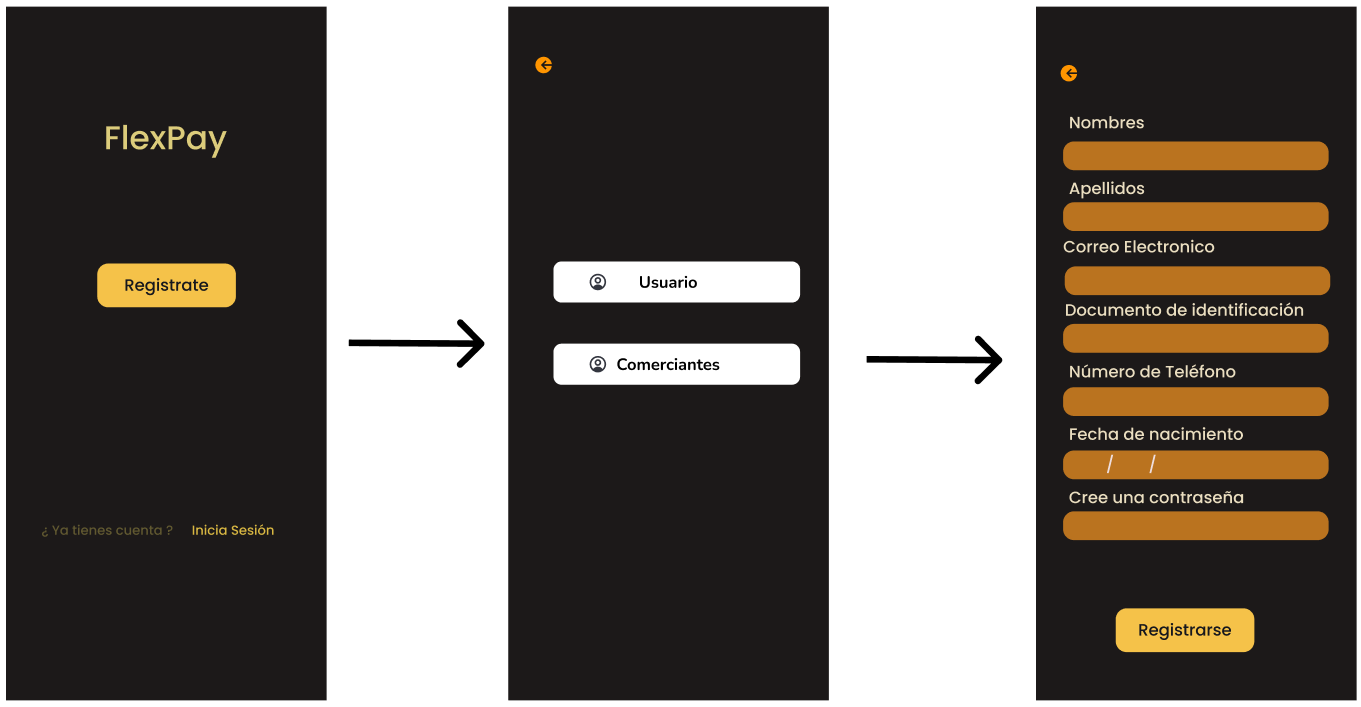 FlexPay
Registrate
¿ Ya tienes cuenta ? Inicia Sesión
Usuario
Comerciantes
Nombres
Apellidos
Correo Electronico
Documento de identificación
Número de Teléfono
Fecha de nacimiento
/ /
Cree una contraseña
Registrarse